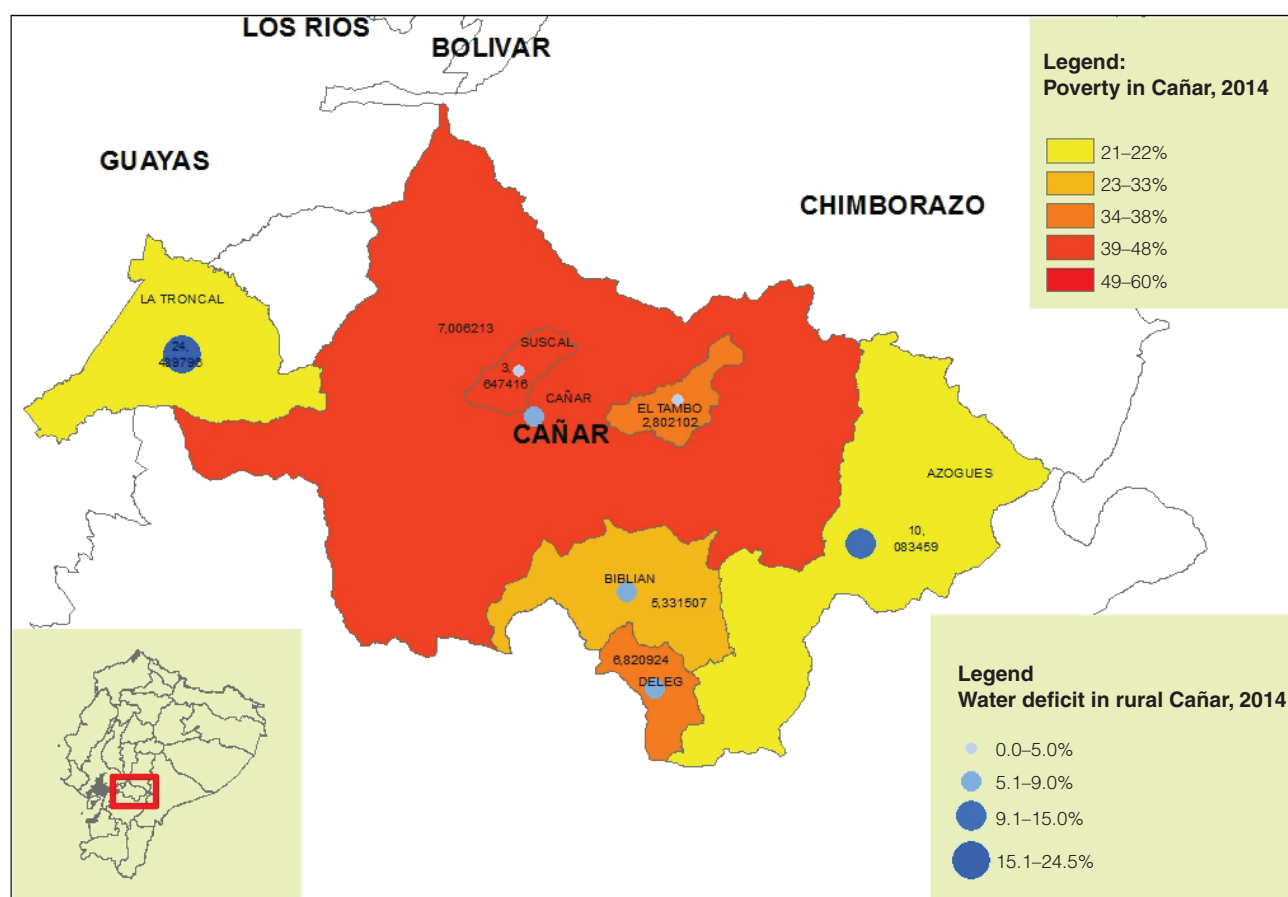 LOS RIOS
BOLIVAR
GUAYAS
CHIMBORAZO
Legend:
Poverty in Cañar, 2014
21–22%
23–33%
34–38%
39–48%
49–60%
LA TRONCAL
24,
499796
7,006213
SUSCAL
3,
647416
CAÑAR
CAÑAR
EL TAMBO
2,802102
AZOGUES
10,
083459
BIBLIAN
5,331507
6,820924
DELEG
Legend
Water deficit in rural Cañar, 2014
0.0–5.0%
5.1–9.0%
9.1–15.0%
15.1–24.5%